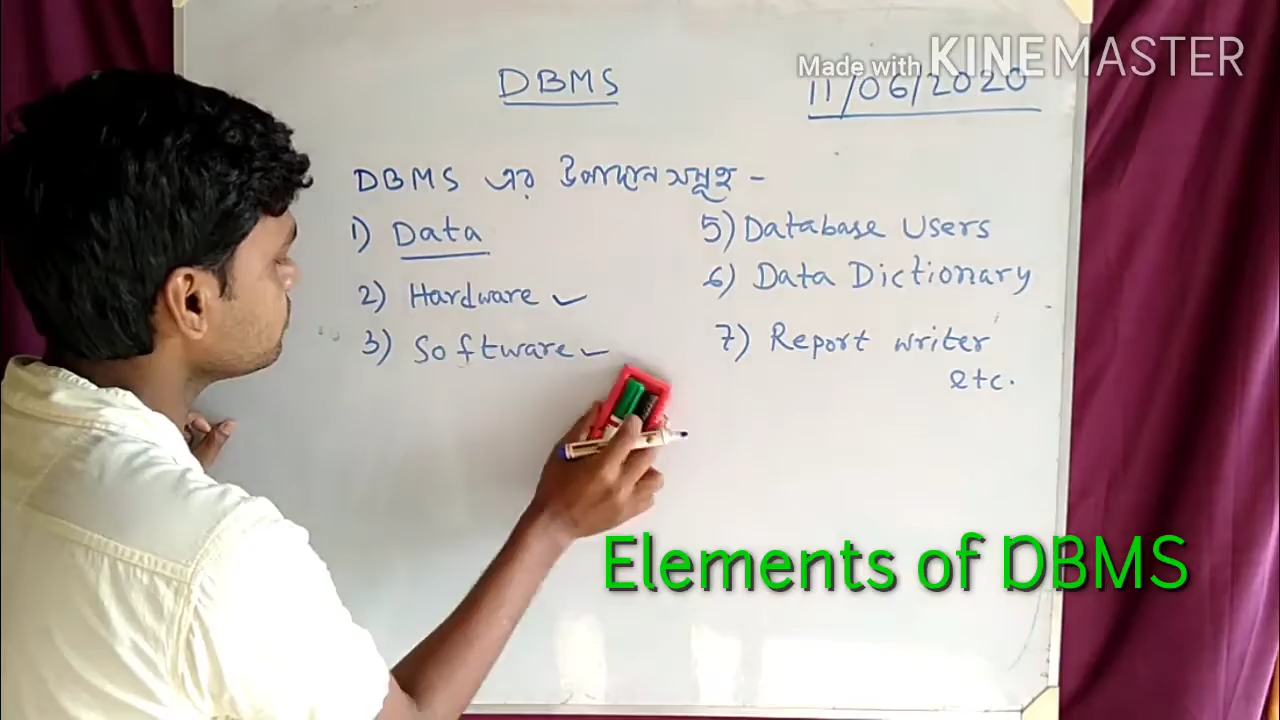 Made with KINEMASTER
DBMS
11/06/2020
DBMS এর উপাদান সমূহ -
1) Data
2) Hardware
3) Software
5) Database Users
6) Data Dictionary
7) Report writer
etc.
Elements of DBMS